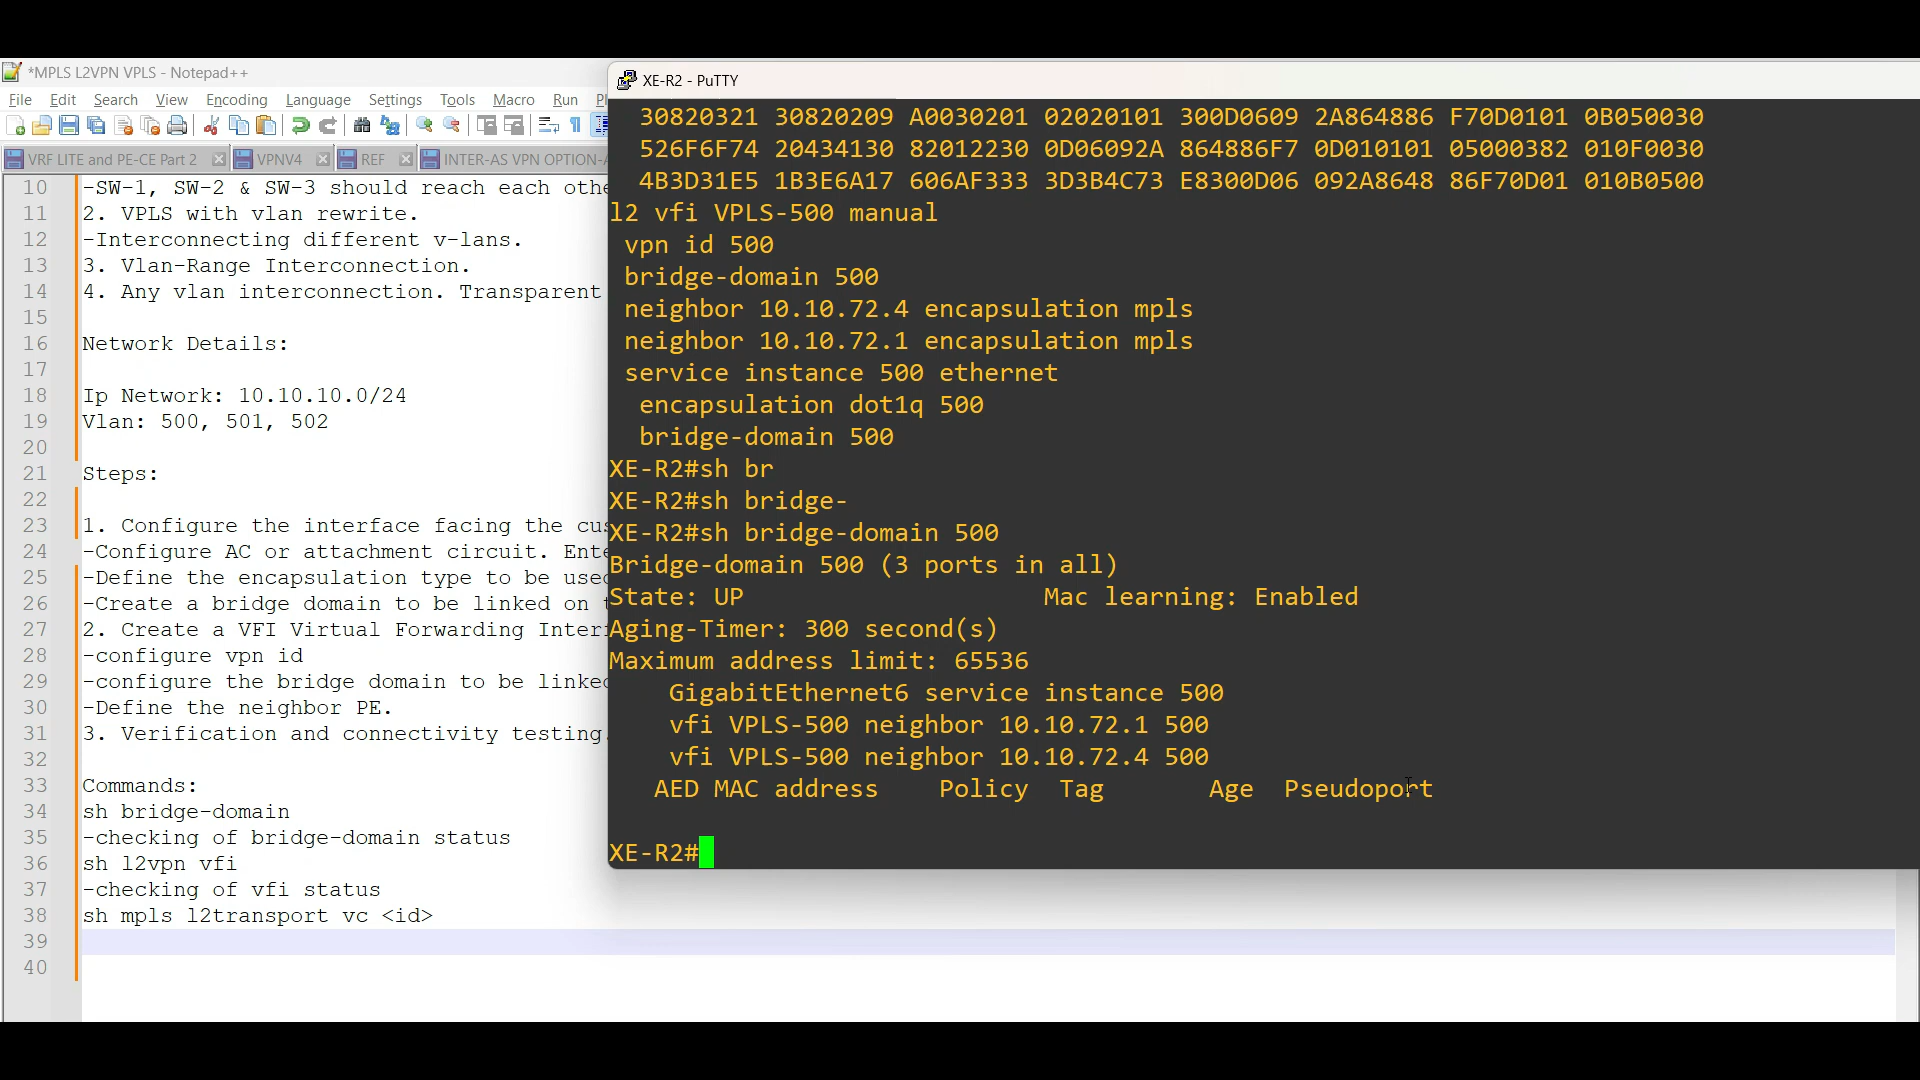 *MPLS L2VPN VPLS - Notepad++
File Edit Search View Encoding Language Settings Tools Macro Run Pl
VRF LITE and PE-CE Part 2 VPNV4 REF INTER-AS VPN OPTION-A
10 -SW-1, SW-2 & SW-3 should reach each othe
11 2. VPLS with vlan rewrite.
12 -Interconnecting different v-lans.
13 3. Vlan-Range Interconnection.
14 4. Any vlan interconnection. Transparent
15
16 Network Details:
17
18 Ip Network: 10.10.10.0/24
19 Vlan: 500, 501, 502
20
21 Steps:
22
23 1. Configure the interface facing the cus
24 -Configure AC or attachment circuit. Ente
25 -Define the encapsulation type to be used
26 -Create a bridge domain to be linked on t
27 2. Create a VFI Virtual Forwarding Inter
28 -configure vpn id
29 -configure the bridge domain to be linked
30 -Define the neighbor PE.
31 3. Verification and connectivity testing.
32
33 Commands:
34 sh bridge-domain
35 -checking of bridge-domain status
36 sh l2vpn vfi
37 -checking of vfi status
38 sh mpls l2transport vc <id>
39
40
XE-R2 - PuTTY
30820321 30820209 A0030201 02020101 300D0609 2A864886 F70D0101 0B050030
526F6F74 20434130 82012230 0D06092A 864886F7 0D010101 05000382 010F0030
4B3D31E5 1B3E6A17 606AF333 3D3B4C73 E8300D06 092A8648 86F70D01 010B0500
l2 vfi VPLS-500 manual
vpn id 500
bridge-domain 500
neighbor 10.10.72.4 encapsulation mpls
neighbor 10.10.72.1 encapsulation mpls
service instance 500 ethernet
encapsulation dot1q 500
bridge-domain 500
XE-R2#sh br
XE-R2#sh bridge-
XE-R2#sh bridge-domain 500
Bridge-domain 500 (3 ports in all)
State: UP Mac learning: Enabled
Aging-Timer: 300 second(s)
Maximum address limit: 65536
GigabitEthernet6 service instance 500
vfi VPLS-500 neighbor 10.10.72.1 500
vfi VPLS-500 neighbor 10.10.72.4 500
AED MAC address Policy Tag Age Pseudoport
XE-R2#